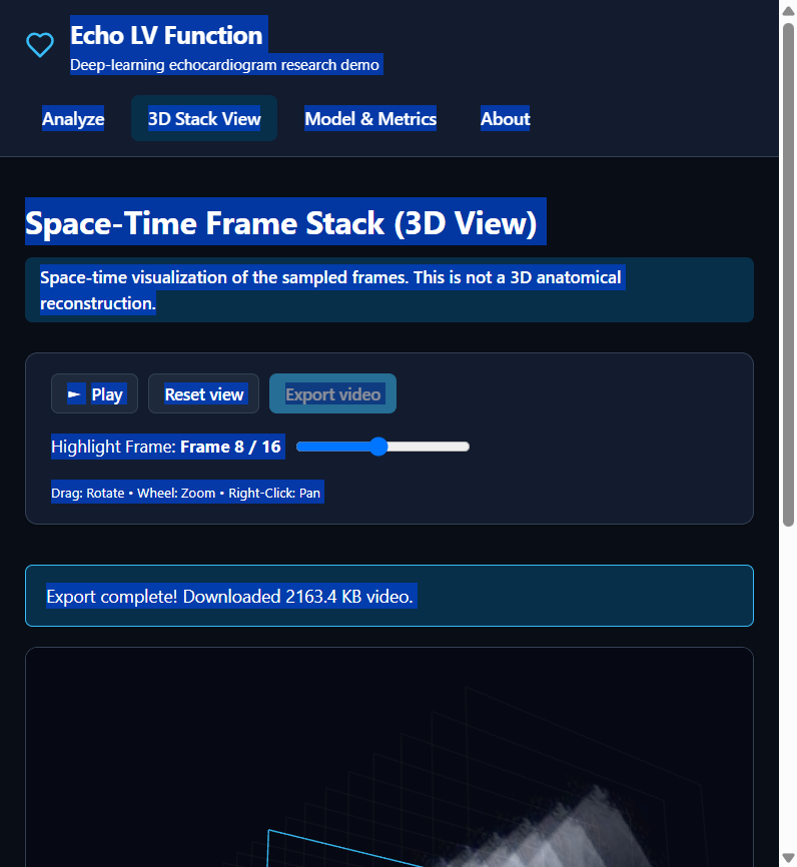 Echo LV Function
Deep-learning echocardiogram research demo
Analyze 3D Stack View Model & Metrics About
Space-Time Frame Stack (3D View)
Space-time visualization of the sampled frames. This is not a 3D anatomical
reconstruction.
► Play Reset view Export video
Highlight Frame: Frame 8 / 16
Drag: Rotate • Wheel: Zoom • Right-Click: Pan
Export complete! Downloaded 2163.4 KB video.